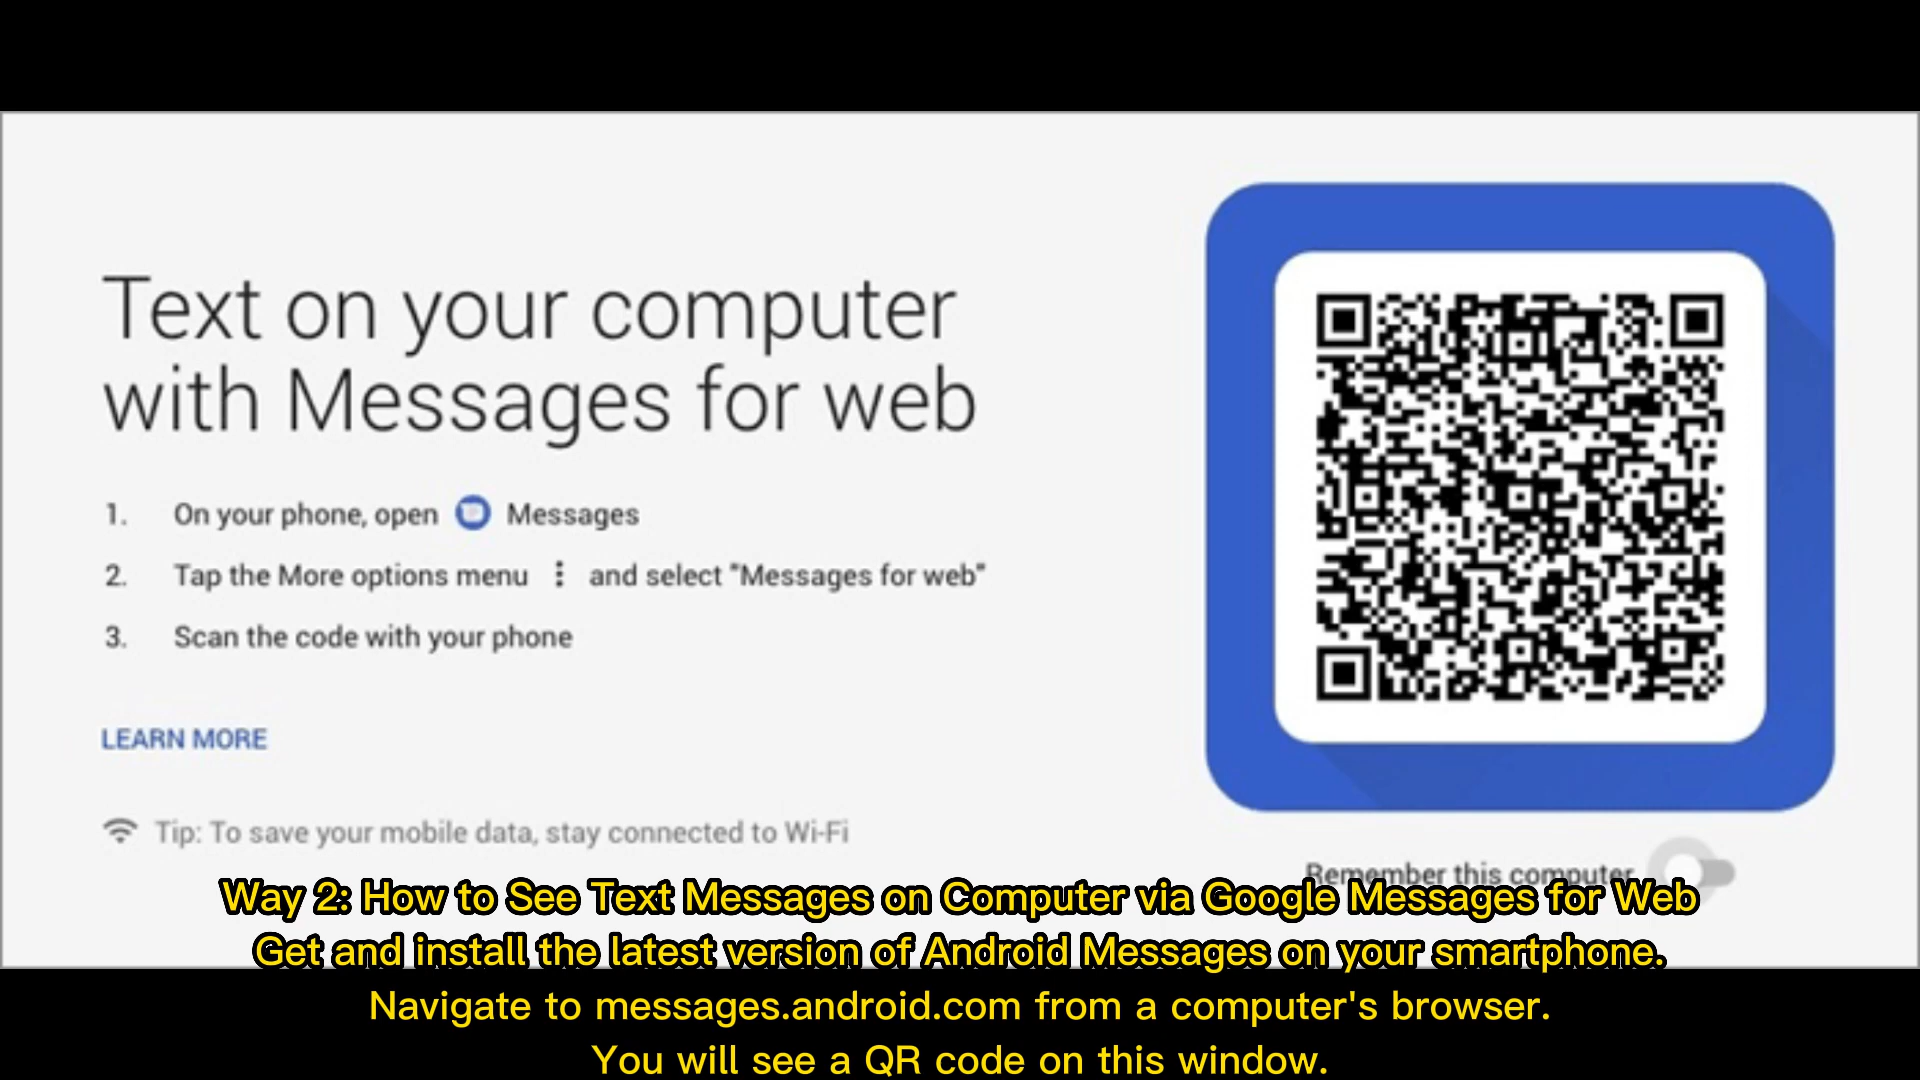 Text on your computer
with Messages for web
1. On your phone, open Messages
2. Tap the More options menu and select "Messages for web"
3. Scan the code with your phone
LEARN MORE
Tip: To save your mobile data, stay connected to Wi-Fi
Remember this computer
Way 2: How to See Text Messages on Computer via Google Messages for Web
Get and install the latest version of Android Messages on your smartphone.
Navigate to messages.android.com from a computer's browser.
You will see a QR code on this window.